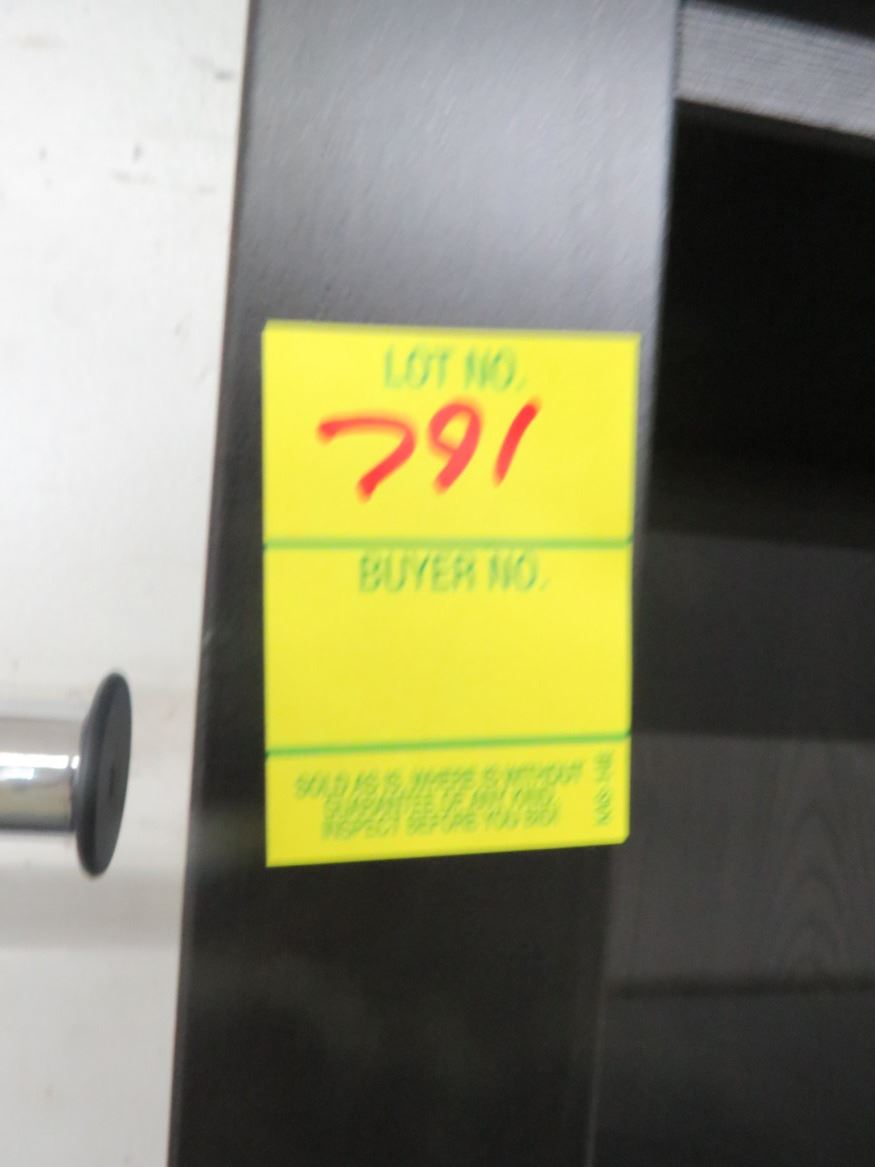 LOT NO.
791
BUYER NO.
SOLD AS IS, WHERE IS WITHOUT
GUARANTEE OF ANY KIND.
INSPECT BEFORE YOU BID!